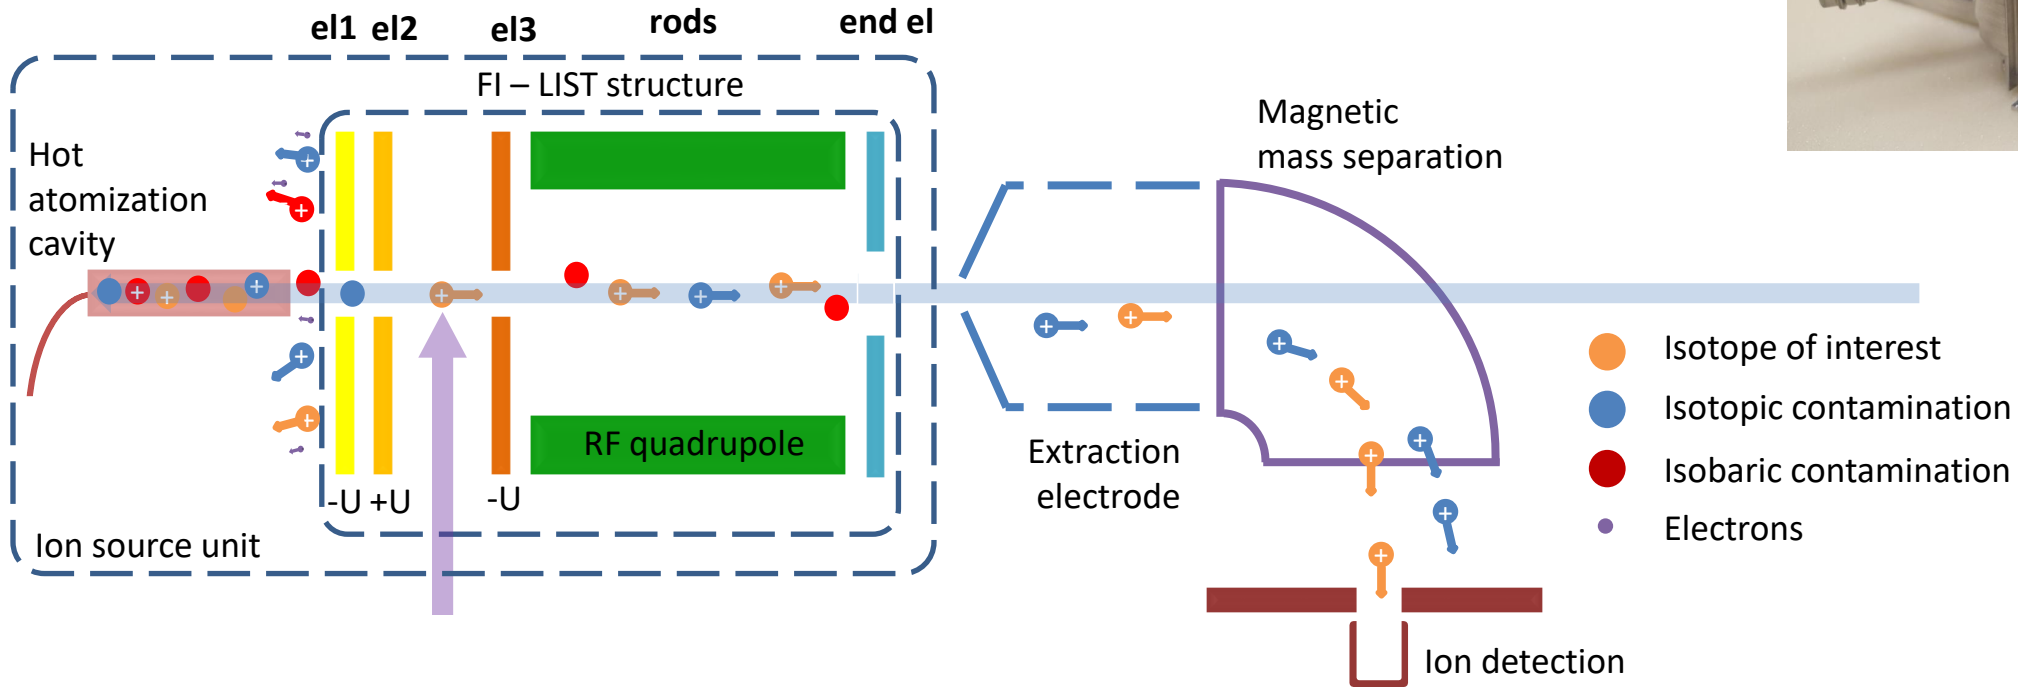 el1 el2 el3 rods end el
FI – LIST structure
Hot
atomization
cavity
-U +U -U
RF quadrupole
Ion source unit
Magnetic
mass separation
Extraction
electrode
Isotope of interest
Isotopic contamination
Isobaric contamination
Electrons
Ion detection